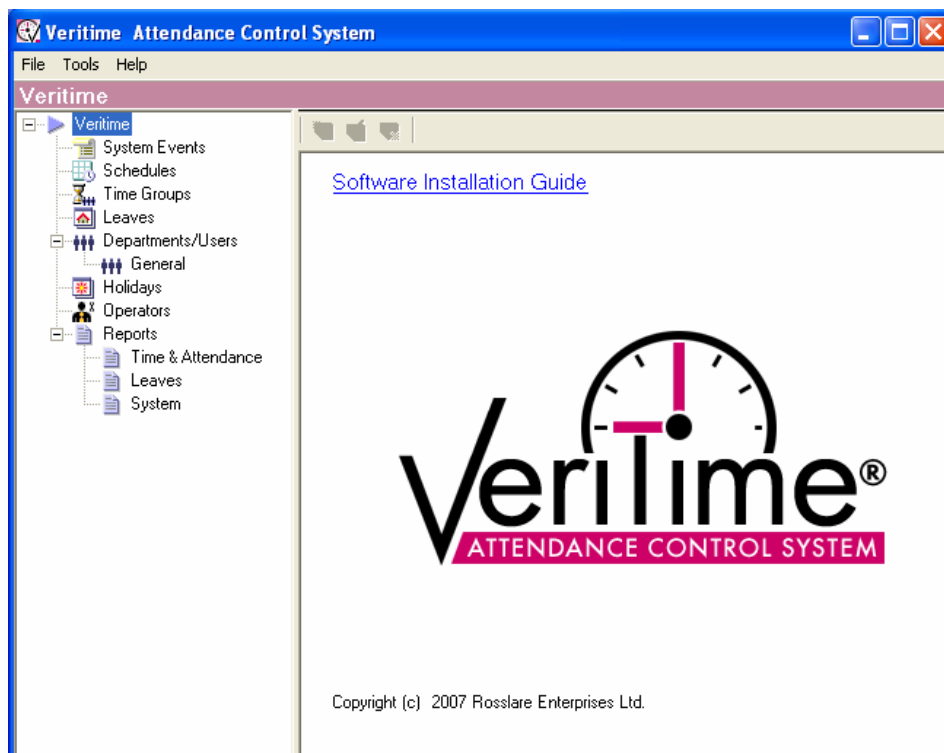 Veritime Attendance Control System
File Tools Help
Veritime
Veritime
System Events
Schedules
Time Groups
Leaves
Departments/Users
General
Holidays
Operators
Reports
Time & Attendance
Leaves
System
Software Installation Guide
VeriTime®
ATTENDANCE CONTROL SYSTEM
Copyright (c) 2007 Rosslare Enterprises Ltd.